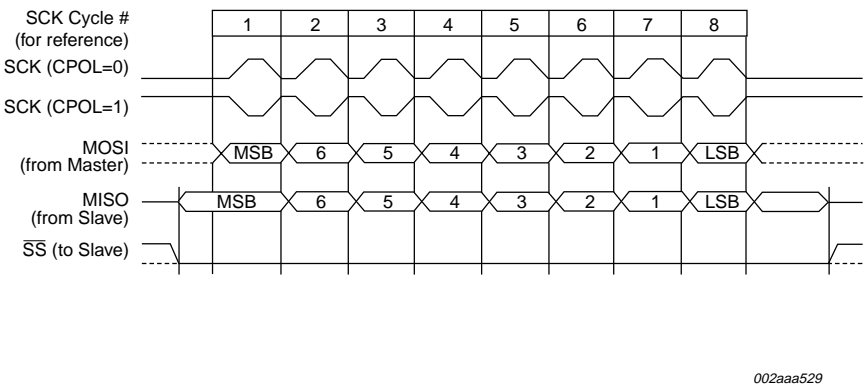 SCK Cycle #
(for reference)
1 2 3 4 5 6 7 8
SCK (CPOL=0)
SCK (CPOL=1)
MOSI
(from Master)
MSB 6 5 4 3 2 1 LSB
MISO
(from Slave)
MSB 6 5 4 3 2 1 LSB
SS (to Slave)
002aaa529